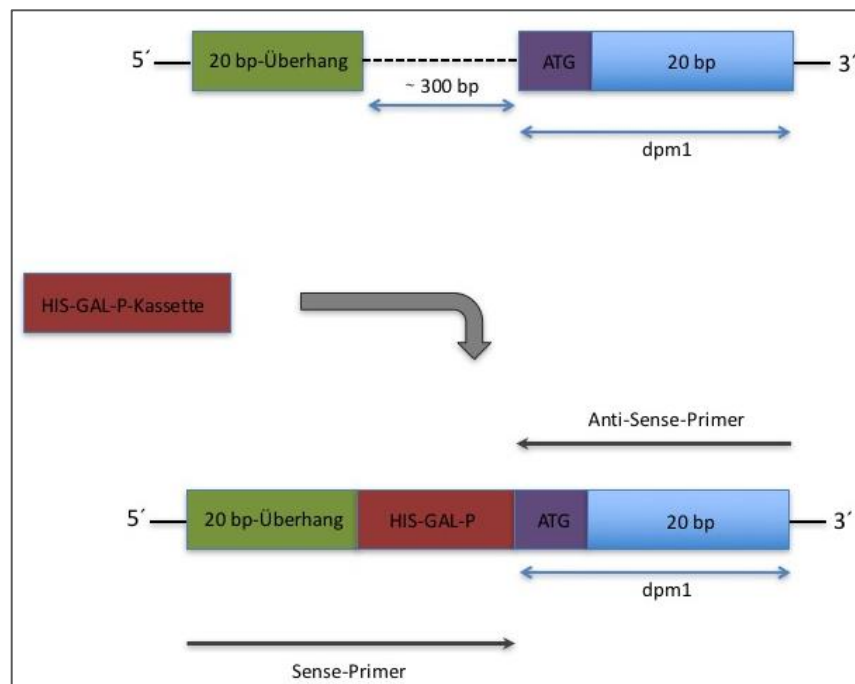 5´ 20 bp-Überhang ATG 20 bp 3´
~ 300 bp
dpm1
HIS-GAL-P-Kassette
Anti-Sense-Primer
5´ 20 bp-Überhang HIS-GAL-P ATG 20 bp 3´
dpm1
Sense-Primer